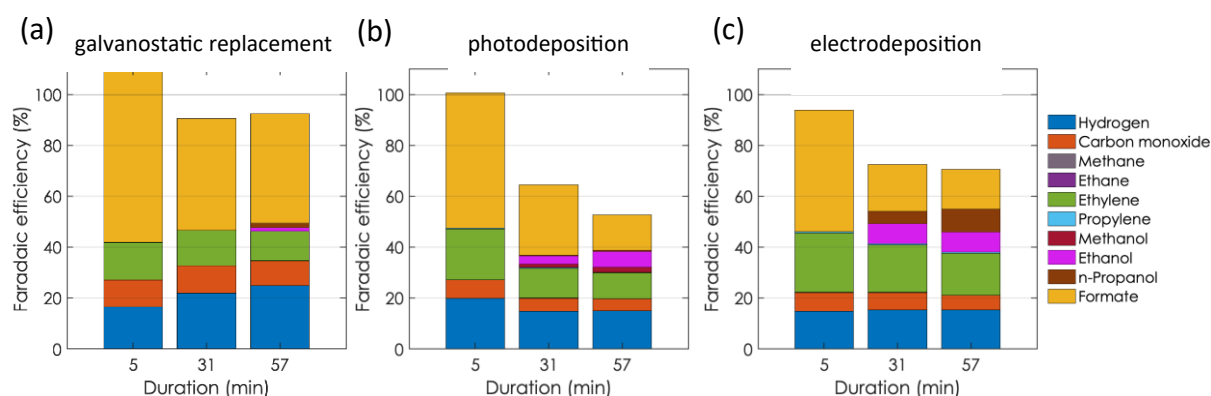 (a) galvanostatic replacement
Faradaic efficiency (%)
100
80
60
40
20
0
5 31 57
Duration (min)
(b) photodeposition
Faradaic efficiency (%)
100
80
60
40
20
0
5 31 57
Duration (min)
(c) electrodeposition
Faradaic efficiency (%)
100
80
60
40
20
0
5 31 57
Duration (min)
Hydrogen
Carbon monoxide
Methane
Ethane
Ethylene
Propylene
Methanol
Ethanol
n-Propanol
Formate